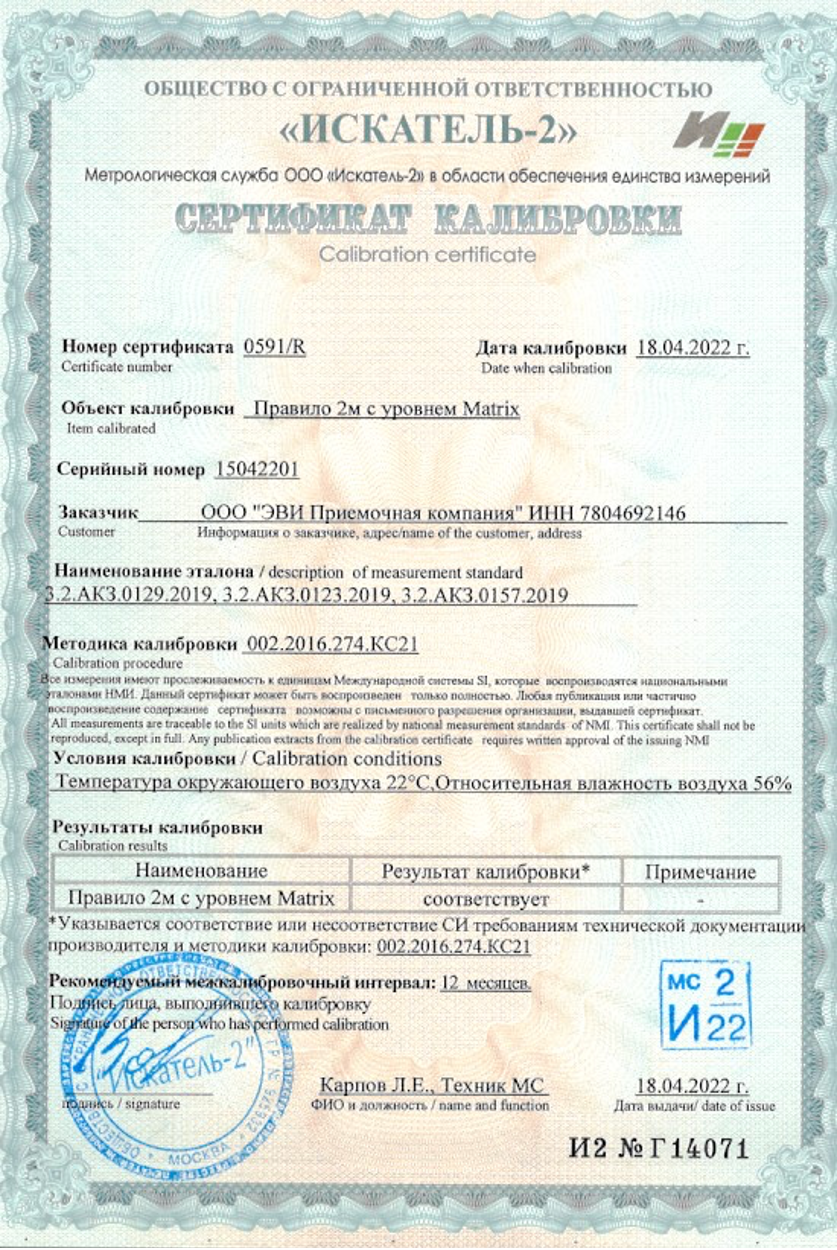 ОБЩЕСТВО С ОГРАНИЧЕННОЙ ОТВЕТСТВЕННОСТЬЮ
«ИСКАТЕЛЬ-2»
Метрологическая служба ООО «Искатель-2» в области обеспечения единства измерений
СЕРТИФИКАТ КАЛИБРОВКИ
Calibration certificate
Номер сертификата 0591/R Дата калибровки 18.04.2022 г.
Certificate number Date when calibration
Объект калибровки Правило 2м с уровнем Matrix
Item calibrated
Серийный номер 15042201
Заказчик ООО "ЭВИ Приемочная компания" ИНН 7804692146
Customer Информация о заказчике, адрес/name of the customer, address
Наименование эталона / description of measurement standard
3.2.АКЗ.0129.2019, 3.2.АКЗ.0123.2019, 3.2.АКЗ.0157.2019
Методика калибровки 002.2016.274.КС21
Calibration procedure
Все измерения имеют прослеживаемость к единицам Международной системы SI, которые воспроизводятся национальными
эталонами НМИ. Данный сертификат может быть воспроизведен только полностью. Любая публикация или частично
воспроизведение содержание сертификата возможны с письменного разрешения организации, выдавшей сертификат.
All measurements are traceable to the SI units which are realized by national measurement standards of NMI. This certificate shall not be
reproduced, except in full. Any publication extracts from the calibration certificate requires written approval of the issuing NMI
Условия калибровки / Calibration conditions
Температура окружающего воздуха 22°С,Относительная влажность воздуха 56%
Результаты калибровки
Calibration results
Наименование Результат калибровки* Примечание
Правило 2м с уровнем Matrix соответствует -
*Указывается соответствие или несоответствие СИ требованиям технической документации
производителя и методики калибровки: 002.2016.274.КС21
Рекомендуемый межкалибровочный интервал: 12 месяцев.
Подпись лица, выполнившего калибровку
Signature of the person who has performed calibration
МС 2
И 22
"Искатель-2"
МОСКВА
Карпов Л.Е., Техник МС 18.04.2022 г.
подпись / signature ФИО и должность / name and function Дата выдачи/ date of issue
И2 № Г14071